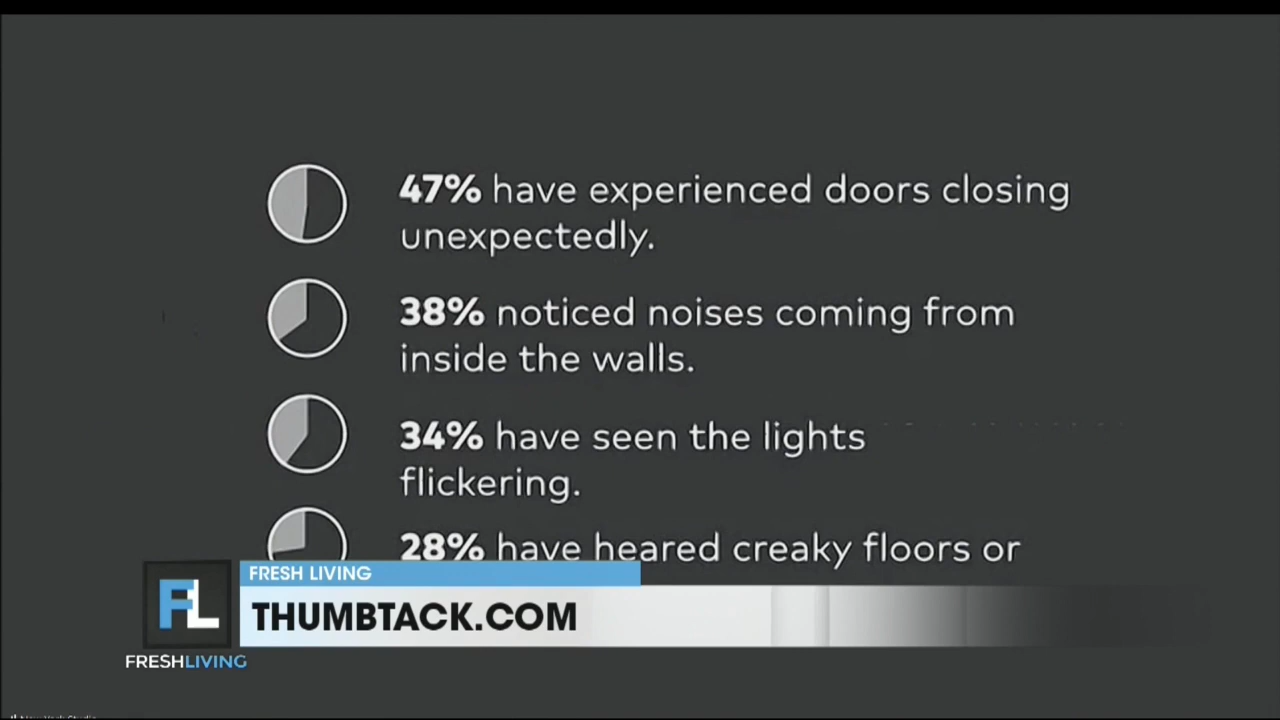 47% have experienced doors closing
unexpectedly.
38% noticed noises coming from
inside the walls.
34% have seen the lights
flickering.
28% have heared creaky floors or
FRESH LIVING
FL
THUMBTACK.COM
FRESHLIVING